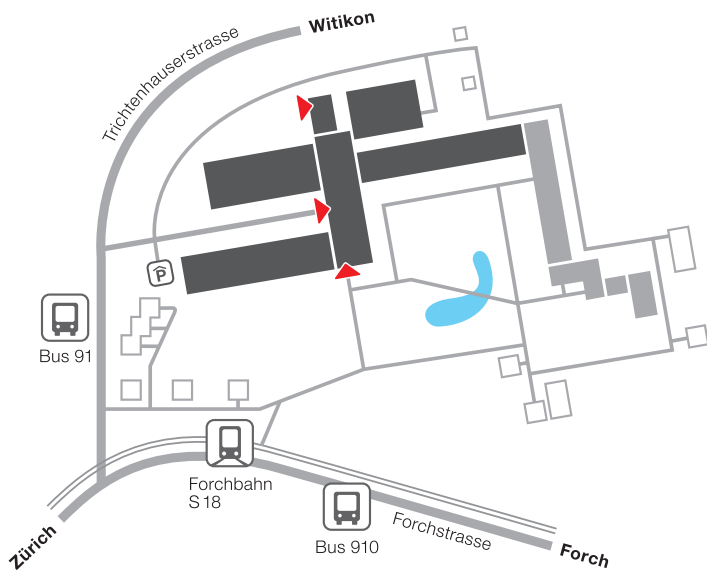 Witikon
Trichtenhauserstrasse
P
Bus 91
Forchbahn
S 18
Bus 910
Forchstrasse
Zürich
Forch